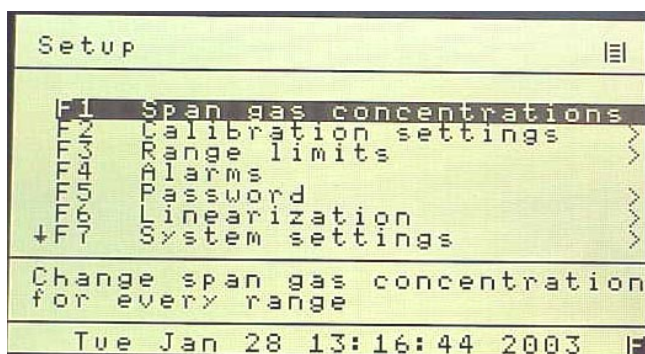 Setup
F1 Span gas concentrations
F2 Calibration settings >
F3 Range limits >
F4 Alarms
F5 Password >
F6 Linearization >
↓F7 System settings >
Change span gas concentration
for every range
Tue Jan 28 13:16:44 2003 F